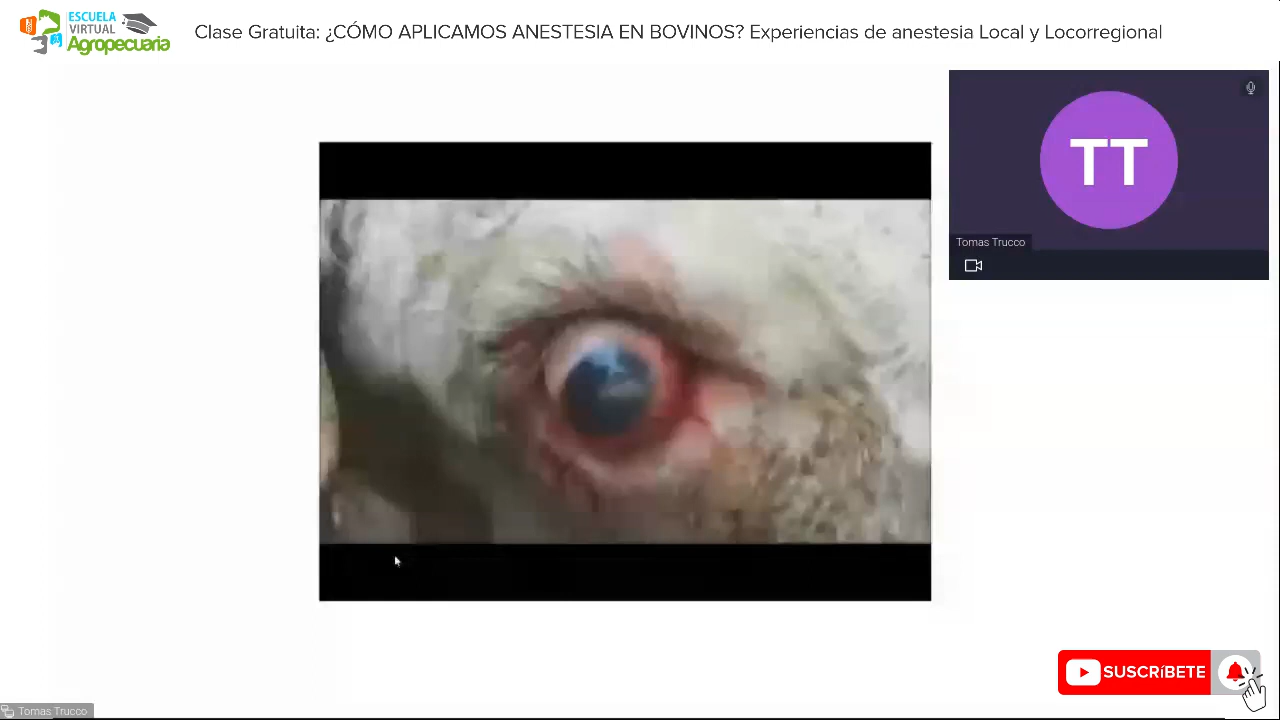 ESCUELA
VIRTUAL
Agropecuaria
Clase Gratuita: ¿CÓMO APLICAMOS ANESTESIA EN BOVINOS? Experiencias de anestesia Local y Locorregional
TT
Tomas Trucco
SUSCRíBETE
Tomas Trucco